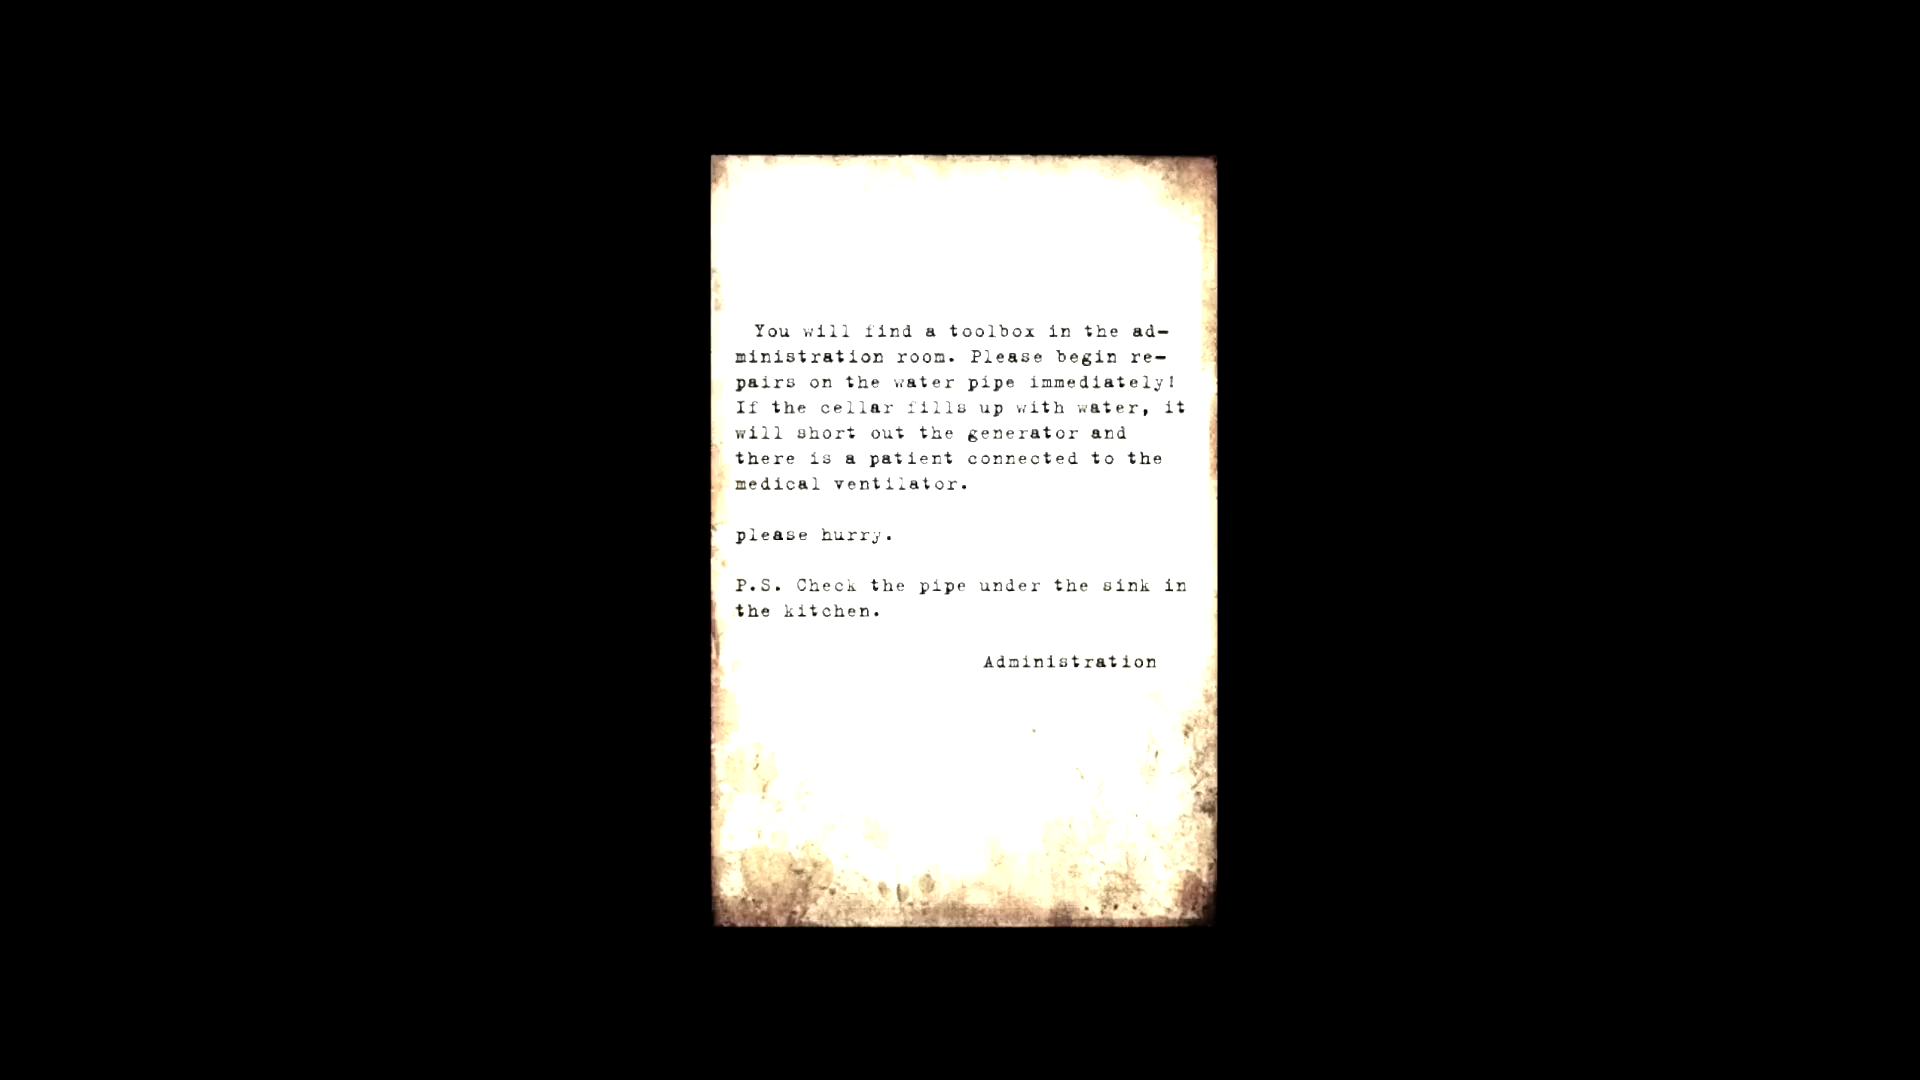 You will find a toolbox in the ad-
ministration room. Please begin re-
pairs on the water pipe immediately!
If the cellar fills up with water, it
will short out the generator and
there is a patient connected to the
medical ventilator.
please hurry.
P.S. Check the pipe under the sink in
the kitchen.
Administration